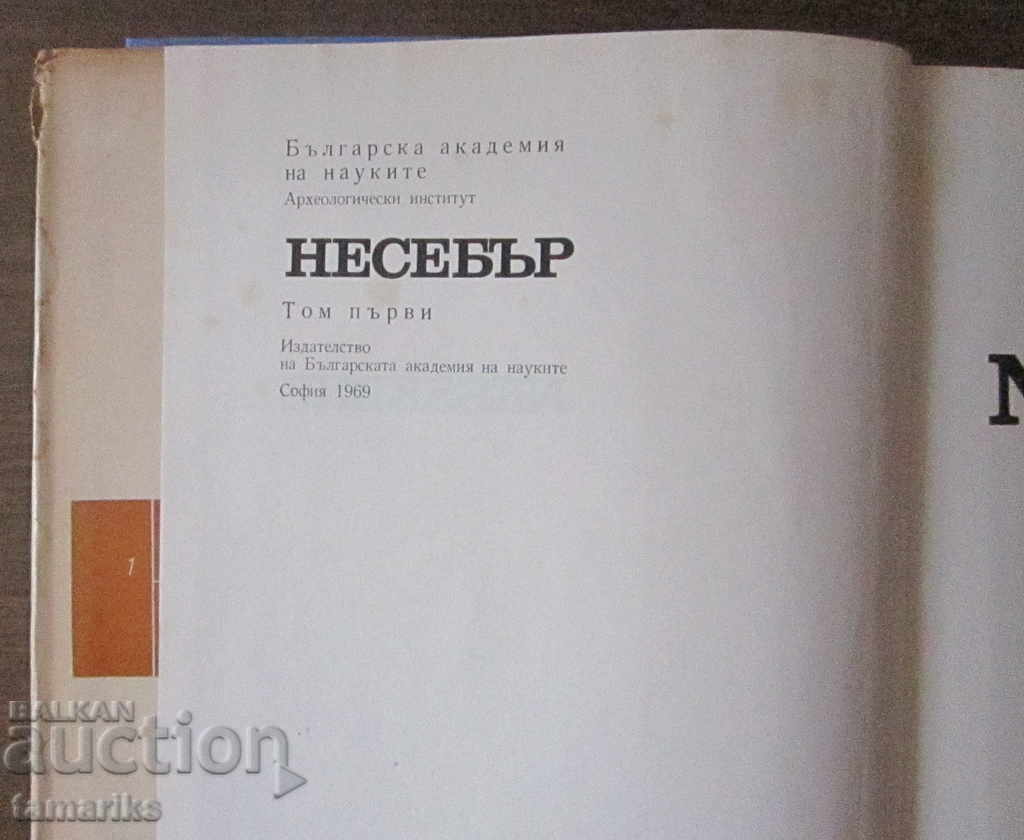 Българска академия
на науките
Археологически институт
НЕСЕБЪР
Том първи
Издателство
на Българската академия на науките
София 1969
1
BALKAN
auction
tamariks